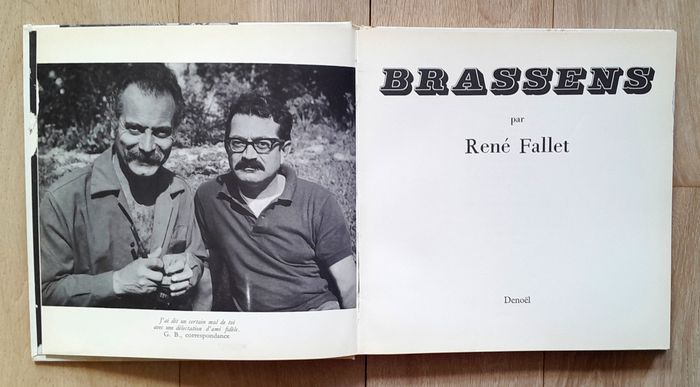 J'ai dit un certain mal de toi
avec une délectation d'ami fidèle.
G. B., correspondance
BRASSENS
par
René Fallet
Denoël